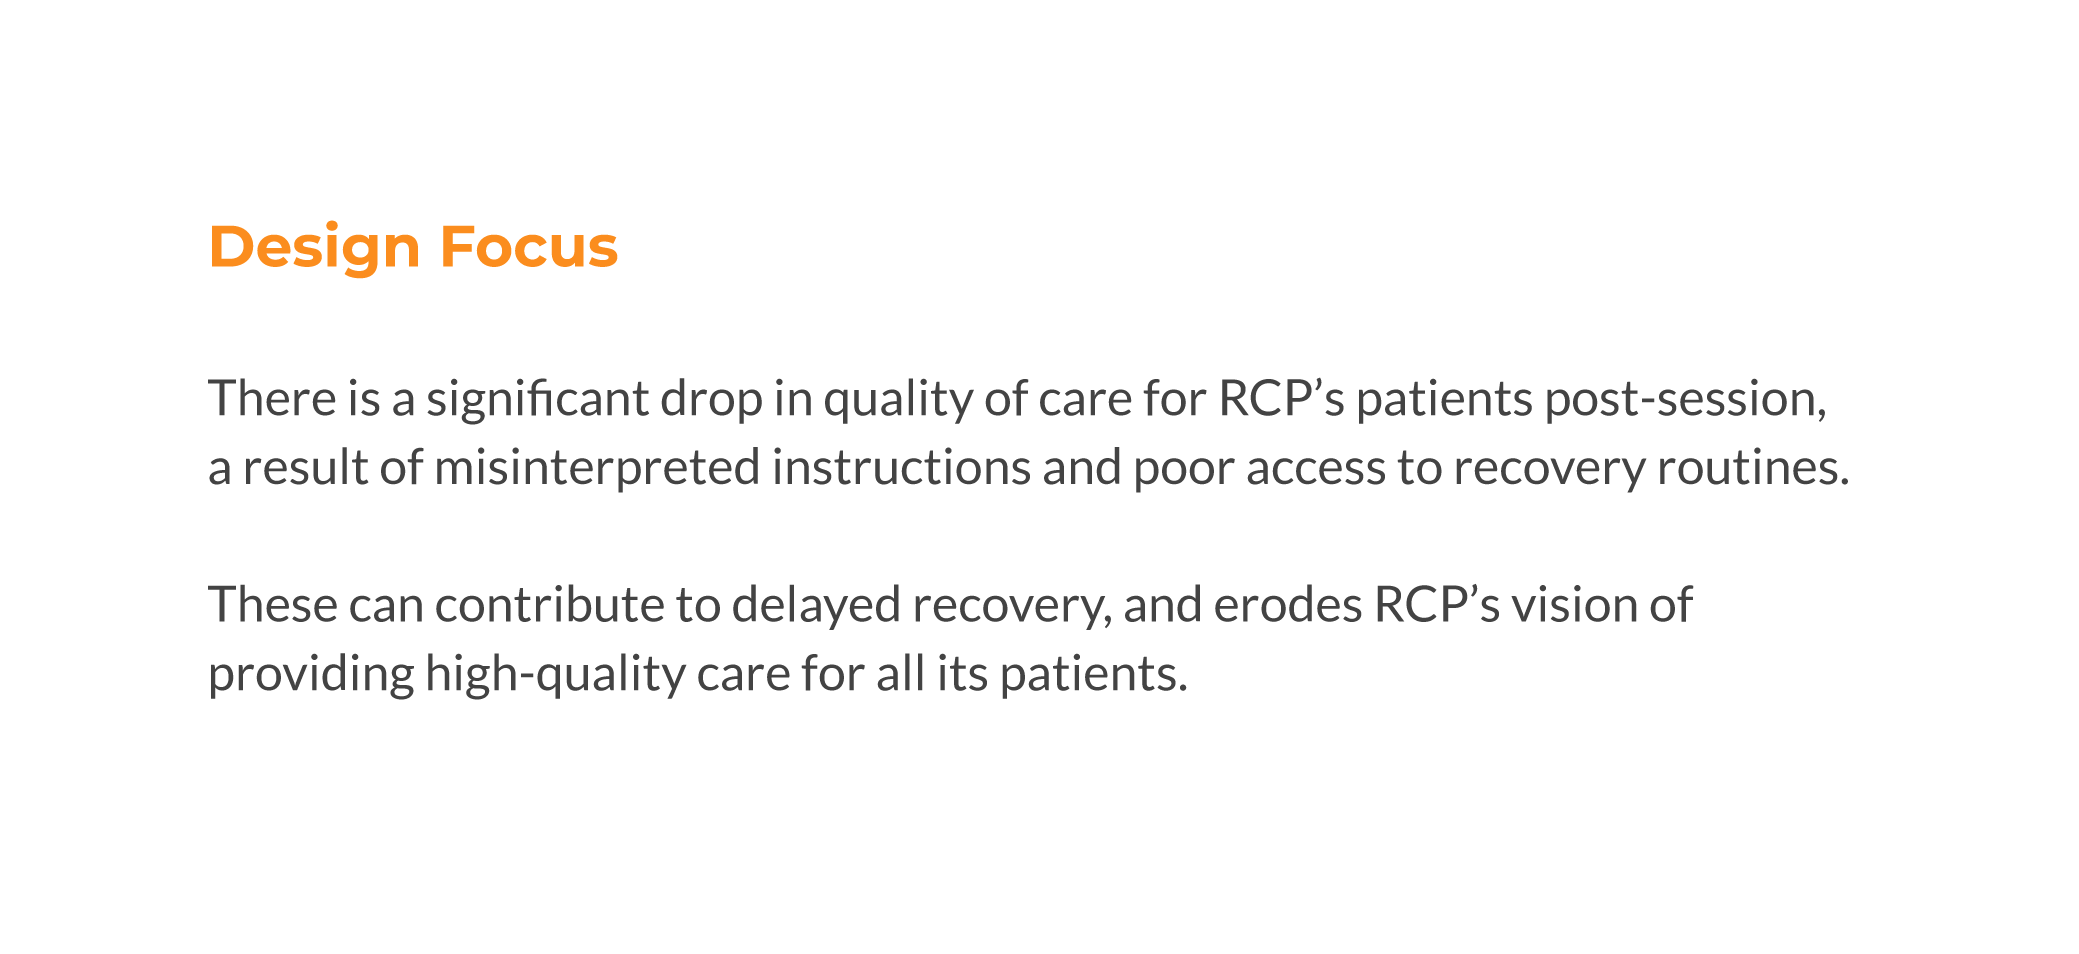 Design Focus
There is a significant drop in quality of care for RCP’s patients post-session,
a result of misinterpreted instructions and poor access to recovery routines.
These can contribute to delayed recovery, and erodes RCP’s vision of
providing high-quality care for all its patients.